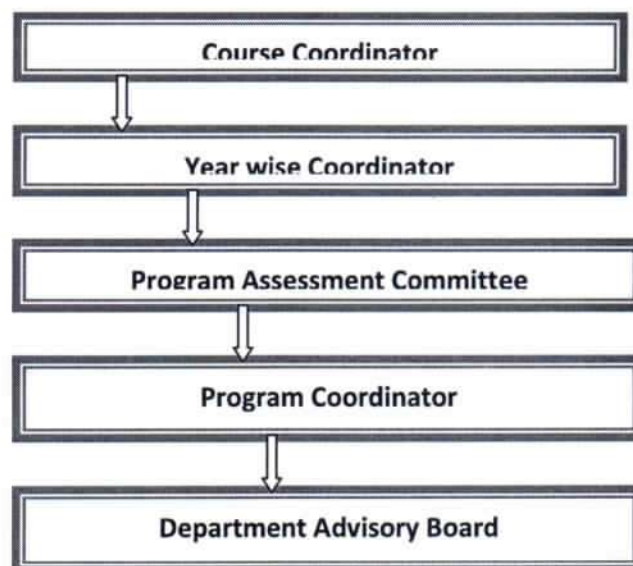 Course Coordinator
Year wise Coordinator
Program Assessment Committee
Program Coordinator
Department Advisory Board